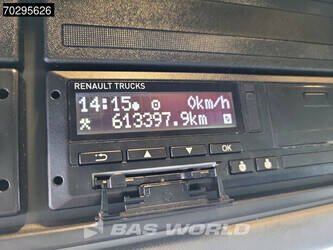 70295626
RENAULT TRUCKS
14:15 0km/h
613397.9km
OK
BAS WORLD